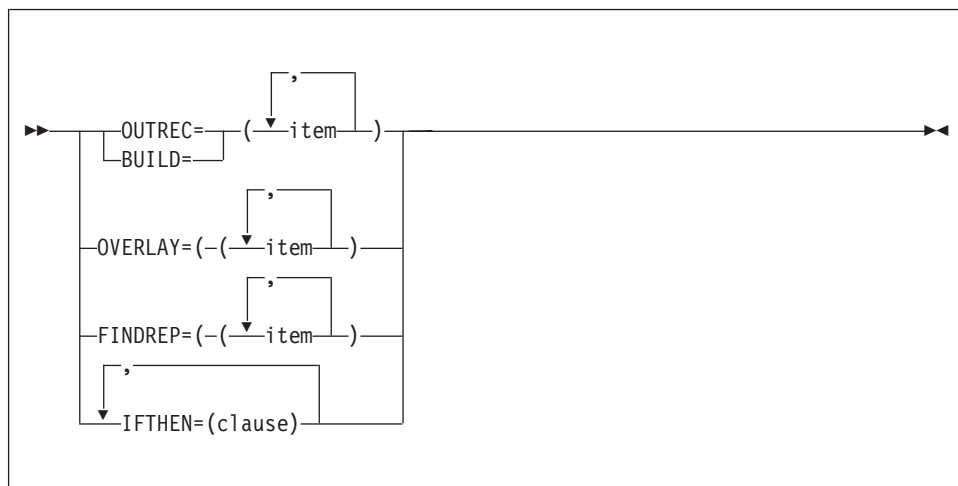 ,
OUTREC= ( item )
BUILD=
,
OVERLAY=( ( item )
,
FINDREP=( ( item )
,
IFTHEN=(clause)